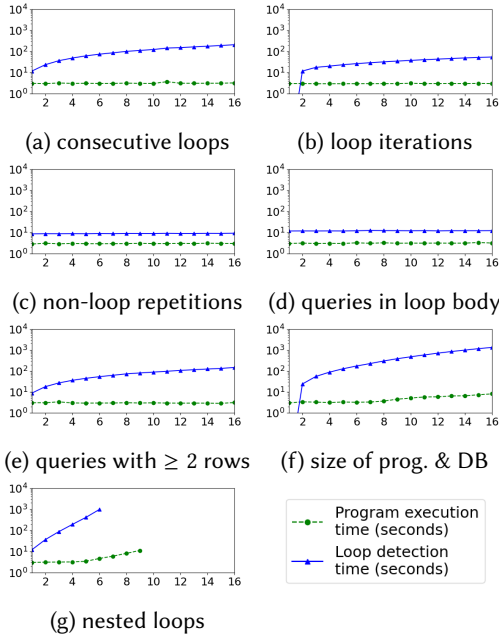 10⁴
10³
10²
10¹
10⁰
2 4 6 8 10 12 14 16
(a) consecutive loops
10⁴
10³
10²
10¹
10⁰
2 4 6 8 10 12 14 16
(b) loop iterations
10⁴
10³
10²
10¹
10⁰
2 4 6 8 10 12 14 16
(c) non-loop repetitions
10⁴
10³
10²
10¹
10⁰
2 4 6 8 10 12 14 16
(d) queries in loop body
10⁴
10³
10²
10¹
10⁰
2 4 6 8 10 12 14 16
(e) queries with ≥ 2 rows
10⁴
10³
10²
10¹
10⁰
2 4 6 8 10 12 14 16
(f) size of prog. & DB
10⁴
10³
10²
10¹
10⁰
2 4 6 8 10 12 14 16
(g) nested loops
Program execution
time (seconds)
Loop detection
time (seconds)